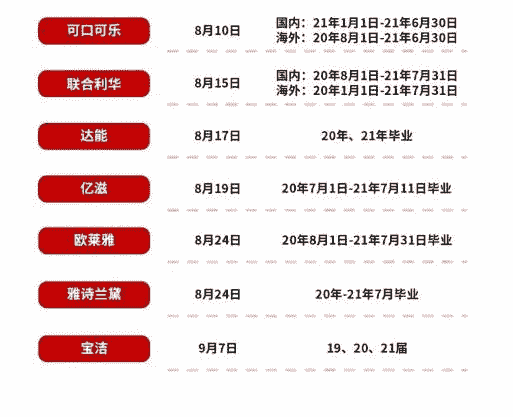 可口可乐
8月10日
国内：21年1月1日-21年6月30日
海外：20年8月1日-21年6月30日
联合利华
8月15日
国内：20年8月1日-21年7月31日
海外：20年1月1日-21年7月31日
达能
8月17日
20年、21年毕业
亿滋
8月19日
20年7月1日-21年7月11日毕业
欧莱雅
8月24日
20年8月1日-21年7月31日毕业
雅诗兰黛
8月24日
20年-21年7月毕业
宝洁
9月7日
19、20、21届